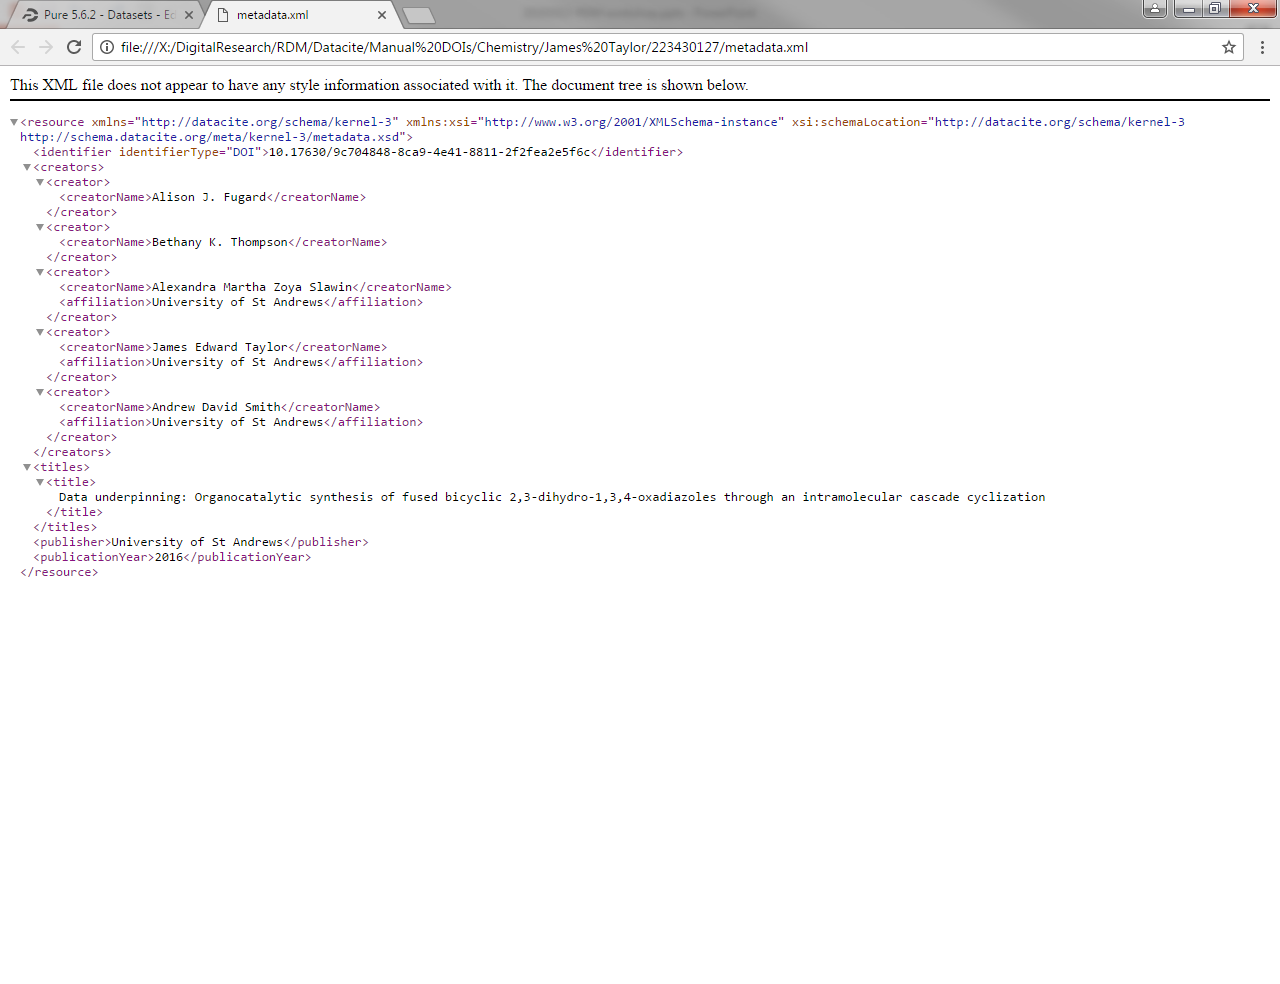 Pure 5.6.2 - Datasets - Ed
metadata.xml
file:///X:/DigitalResearch/RDM/Datacite/Manual%20DOIs/Chemistry/James%20Taylor/223430127/metadata.xml
This XML file does not appear to have any style information associated with it. The document tree is shown below.
<resource xmlns="http://datacite.org/schema/kernel-3" xmlns:xsi="http://www.w3.org/2001/XMLSchema-instance" xsi:schemaLocation="http://datacite.org/schema/kernel-3
http://schema.datacite.org/meta/kernel-3/metadata.xsd">
<identifier identifierType="DOI">10.17630/9c704848-8ca9-4e41-8811-2f2fea2e5f6c</identifier>
<creators>
<creator>
<creatorName>Alison J. Fugard</creatorName>
</creator>
<creator>
<creatorName>Bethany K. Thompson</creatorName>
</creator>
<creator>
<creatorName>Alexandra Martha Zoya Slawin</creatorName>
<affiliation>University of St Andrews</affiliation>
</creator>
<creator>
<creatorName>James Edward Taylor</creatorName>
<affiliation>University of St Andrews</affiliation>
</creator>
<creator>
<creatorName>Andrew David Smith</creatorName>
<affiliation>University of St Andrews</affiliation>
</creator>
</creators>
<titles>
<title>
Data underpinning: Organocatalytic synthesis of fused bicyclic 2,3-dihydro-1,3,4-oxadiazoles through an intramolecular cascade cyclization
</title>
</titles>
<publisher>University of St Andrews</publisher>
<publicationYear>2016</publicationYear>
</resource>